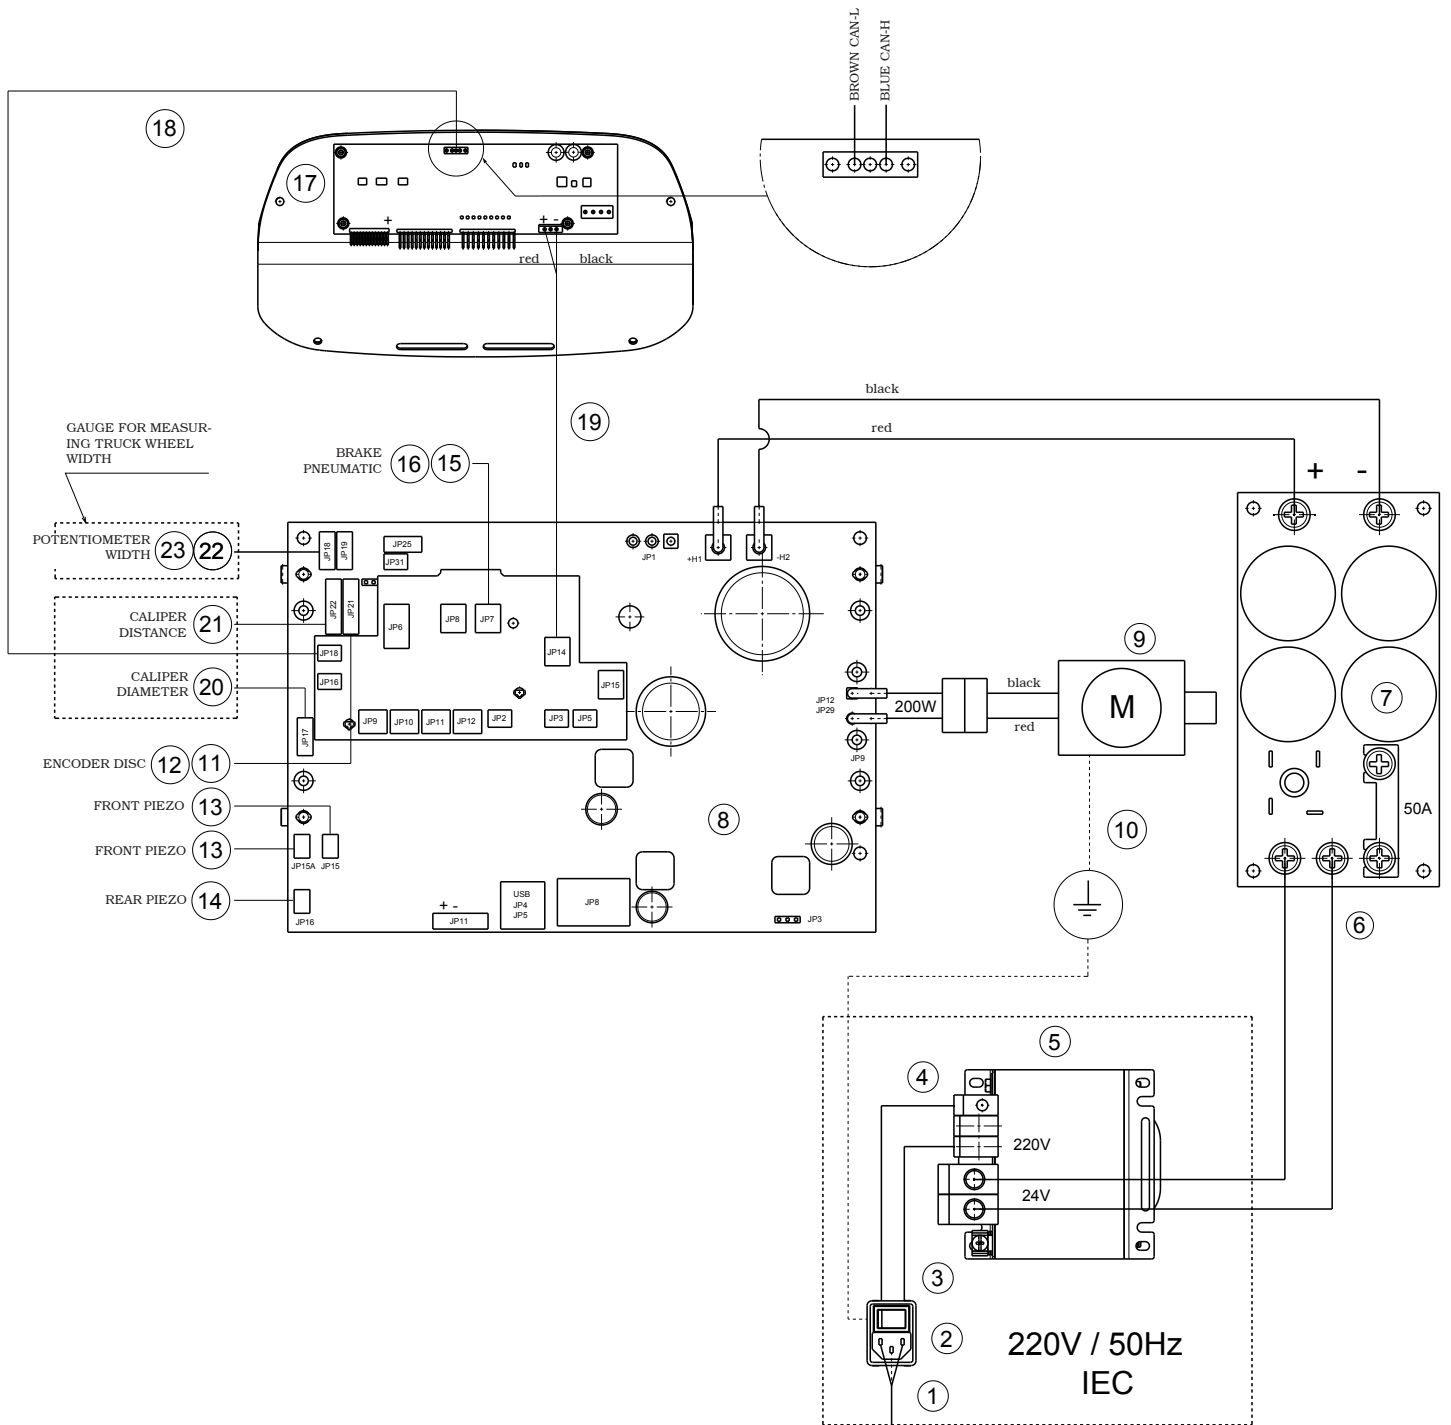 BROWN CAN-L
BLUE CAN-H
18
17
+
+ -
red
black
black
19
red
GAUGE FOR MEASUR-
ING TRUCK WHEEL
WIDTH
BRAKE
PNEUMATIC
16
15
+ -
POTENTIOMETER
WIDTH
23
22
JP18
JP19
JP25
JP31
JP1
+H1
-H2
CALIPER
DISTANCE
21
JP22
JP21
JP6
JP8
JP7
JP18
JP14
9
CALIPER
DIAMETER
20
JP16
JP15
JP12
JP29
200W
black
red
M
7
JP17
JP9
JP10
JP11
JP12
JP2
JP3
JP5
JP9
ENCODER DISC
12
11
FRONT PIEZO
13
8
10
50A
FRONT PIEZO
13
JP15A
JP15
REAR PIEZO
14
JP16
+ -
JP11
USB
JP4
JP5
JP8
JP3
6
5
4
220V
24V
3
2
1
220V / 50Hz
IEC